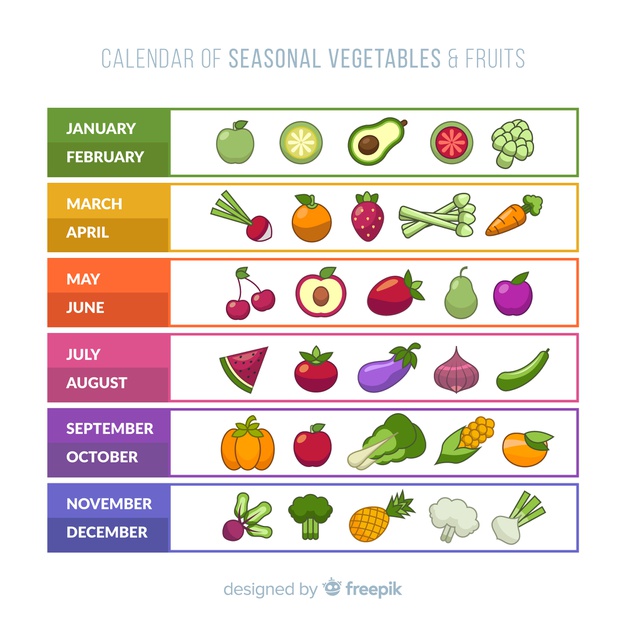 CALENDAR OF SEASONAL VEGETABLES & FRUITS
JANUARY
FEBRUARY
MARCH
APRIL
MAY
JUNE
JULY
AUGUST
SEPTEMBER
OCTOBER
NOVEMBER
DECEMBER
designed by freepik